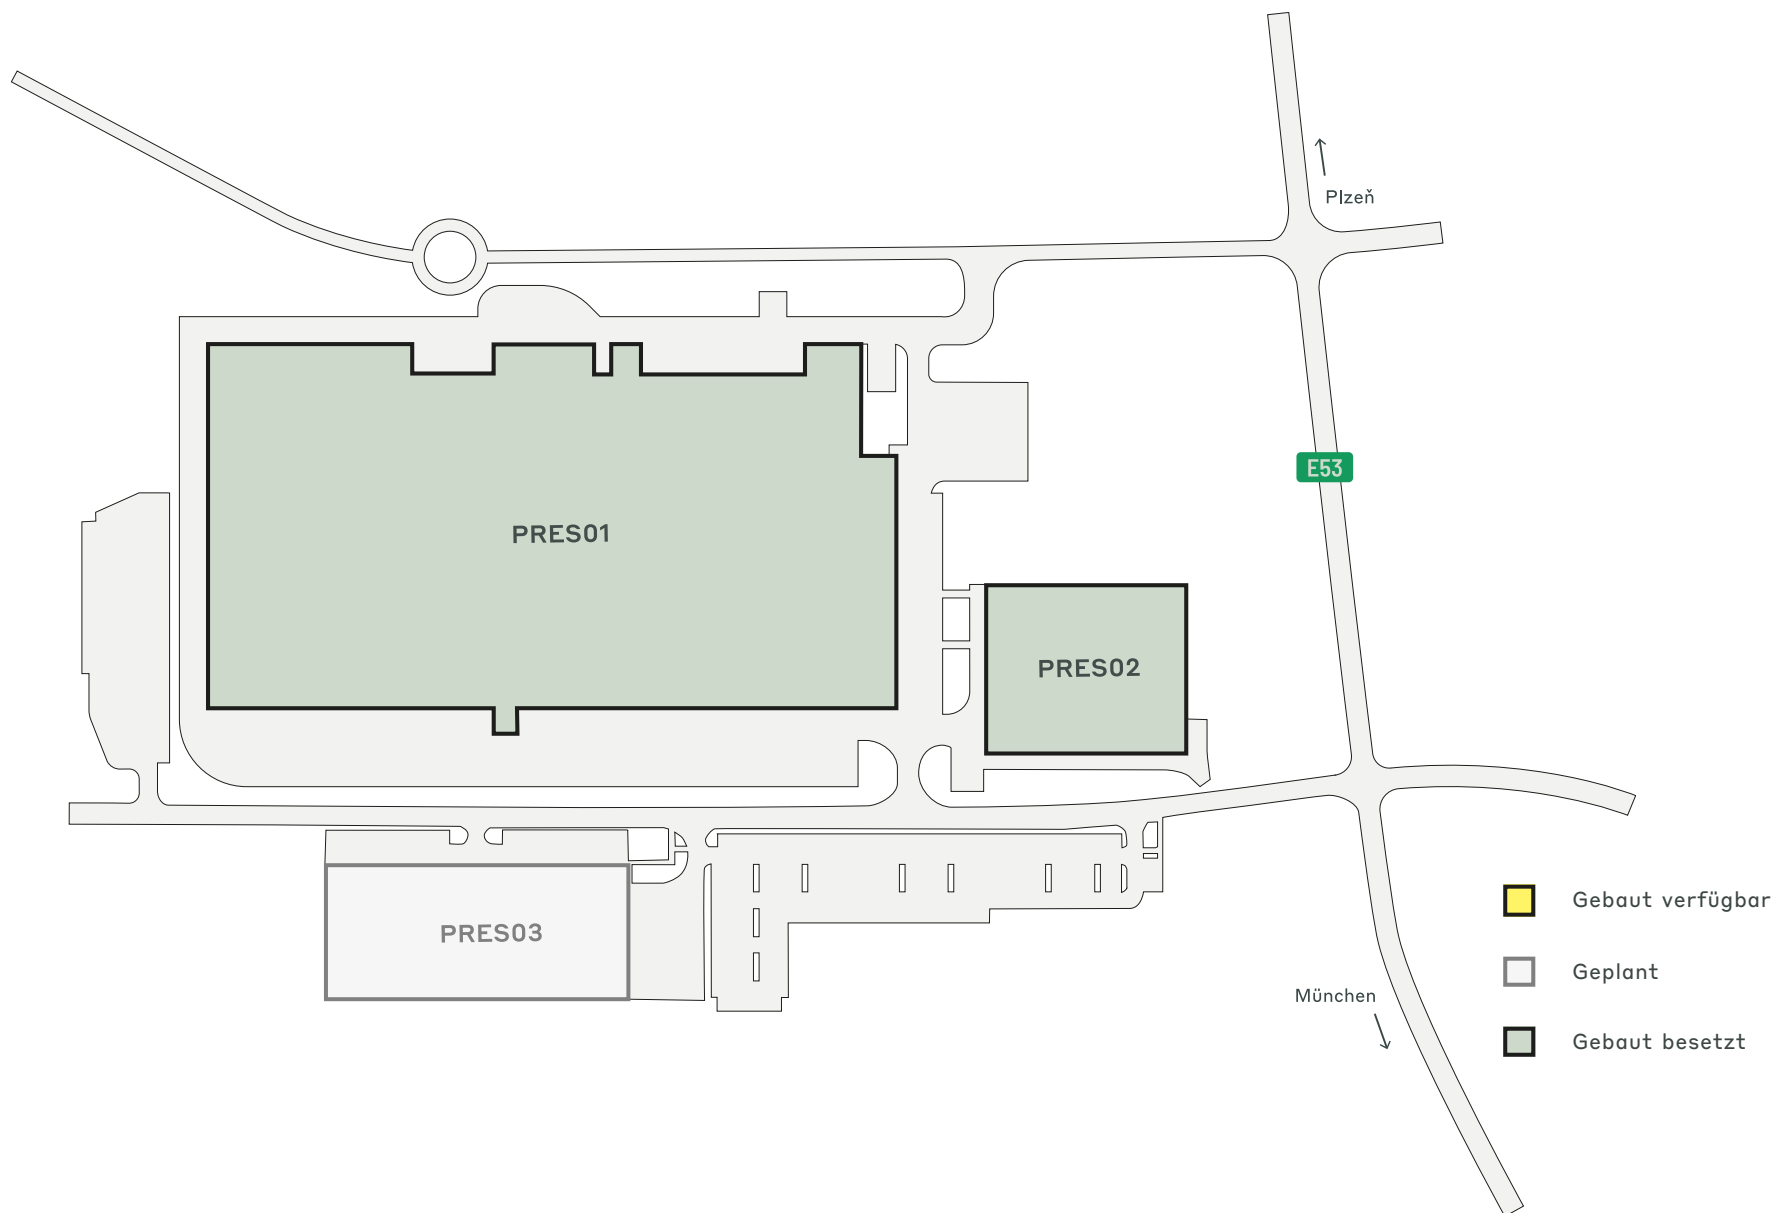 Plzeň
E53
PRES01
PRES02
PRES03
Gebaut verfügbar
Geplant
München
Gebaut besetzt